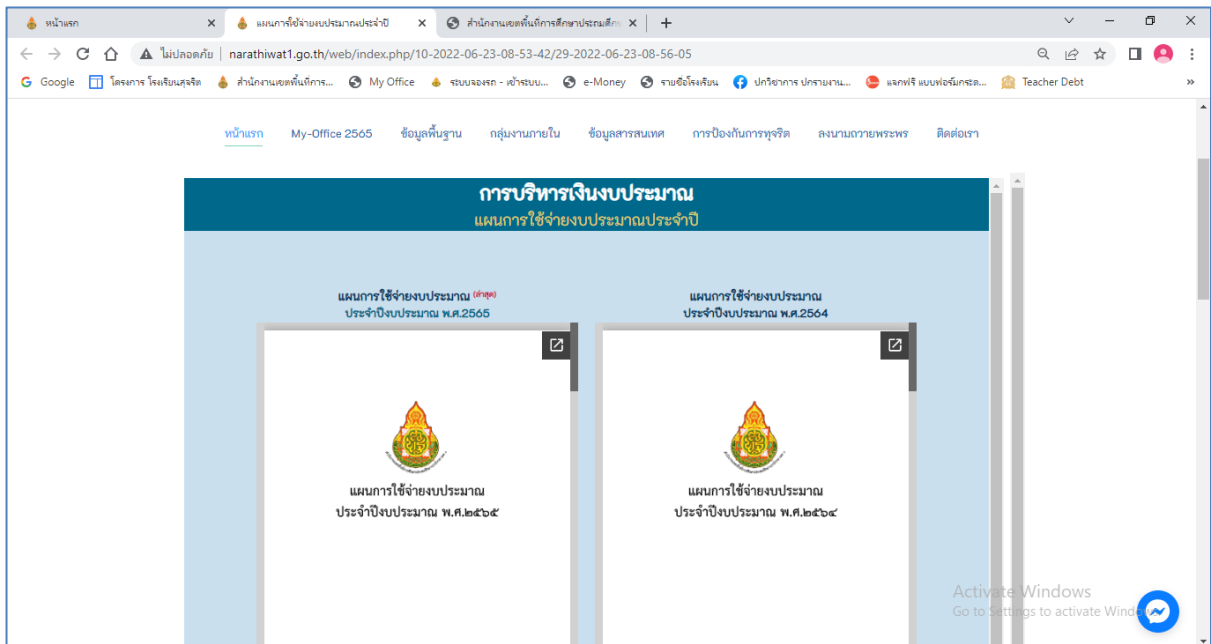 หน้าแรก
แผนการใช้จ่ายงบประมาณประจำปี
สำนักงานเขตพื้นที่การศึกษาประถมศึก
ไม่ปลอดภัย | narathiwat1.go.th/web/index.php/10-2022-06-23-08-53-42/29-2022-06-23-08-56-05
Google
โครงการ โรงเรียนสุจริต
สำนักงานเขตพื้นที่การ...
My Office
ระบบจองรถ - เข้าระบบ...
e-Money
รายชื่อโรงเรียน
ปกวิชาการ ปกรายงาน...
แจกฟรี แบบฟอร์มกระด...
Teacher Debt
»
หน้าแรก My-Office 2565 ข้อมูลพื้นฐาน กลุ่มงานภายใน ข้อมูลสารสนเทศ การป้องกันการทุจริต ลงนามถวายพระพร ติดต่อเรา
การบริหารเงินงบประมาณ
แผนการใช้จ่ายงบประมาณประจำปี
แผนการใช้จ่ายงบประมาณ (ล่าสุด)
ประจำปีงบประมาณ พ.ศ.2565
แผนการใช้จ่ายงบประมาณ
ประจำปีงบประมาณ พ.ศ.๒๕๖๕
แผนการใช้จ่ายงบประมาณ
ประจำปีงบประมาณ พ.ศ.2564
แผนการใช้จ่ายงบประมาณ
ประจำปีงบประมาณ พ.ศ.๒๕๖๔
Activate Windows
Go to Settings to activate Windows